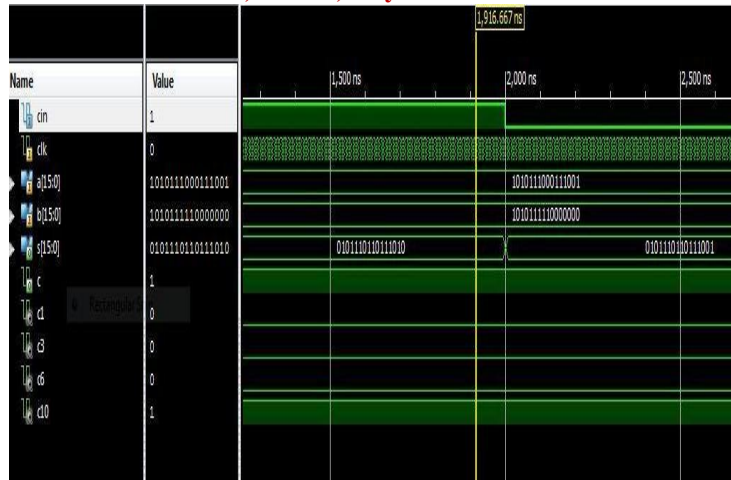 1,916.667 ns
Name Value 1,500 ns 2,000 ns 2,500 ns
cin 1
clk 0
a[15:0] 1010111000111001 1010111000111001
b[15:0] 1010111110000000 1010111110000000
s[15:0] 0101110110111010 0101110110111010 0101110110111001
c 1
Rectangular
c1 0
c3 0
c6 0
c10 1